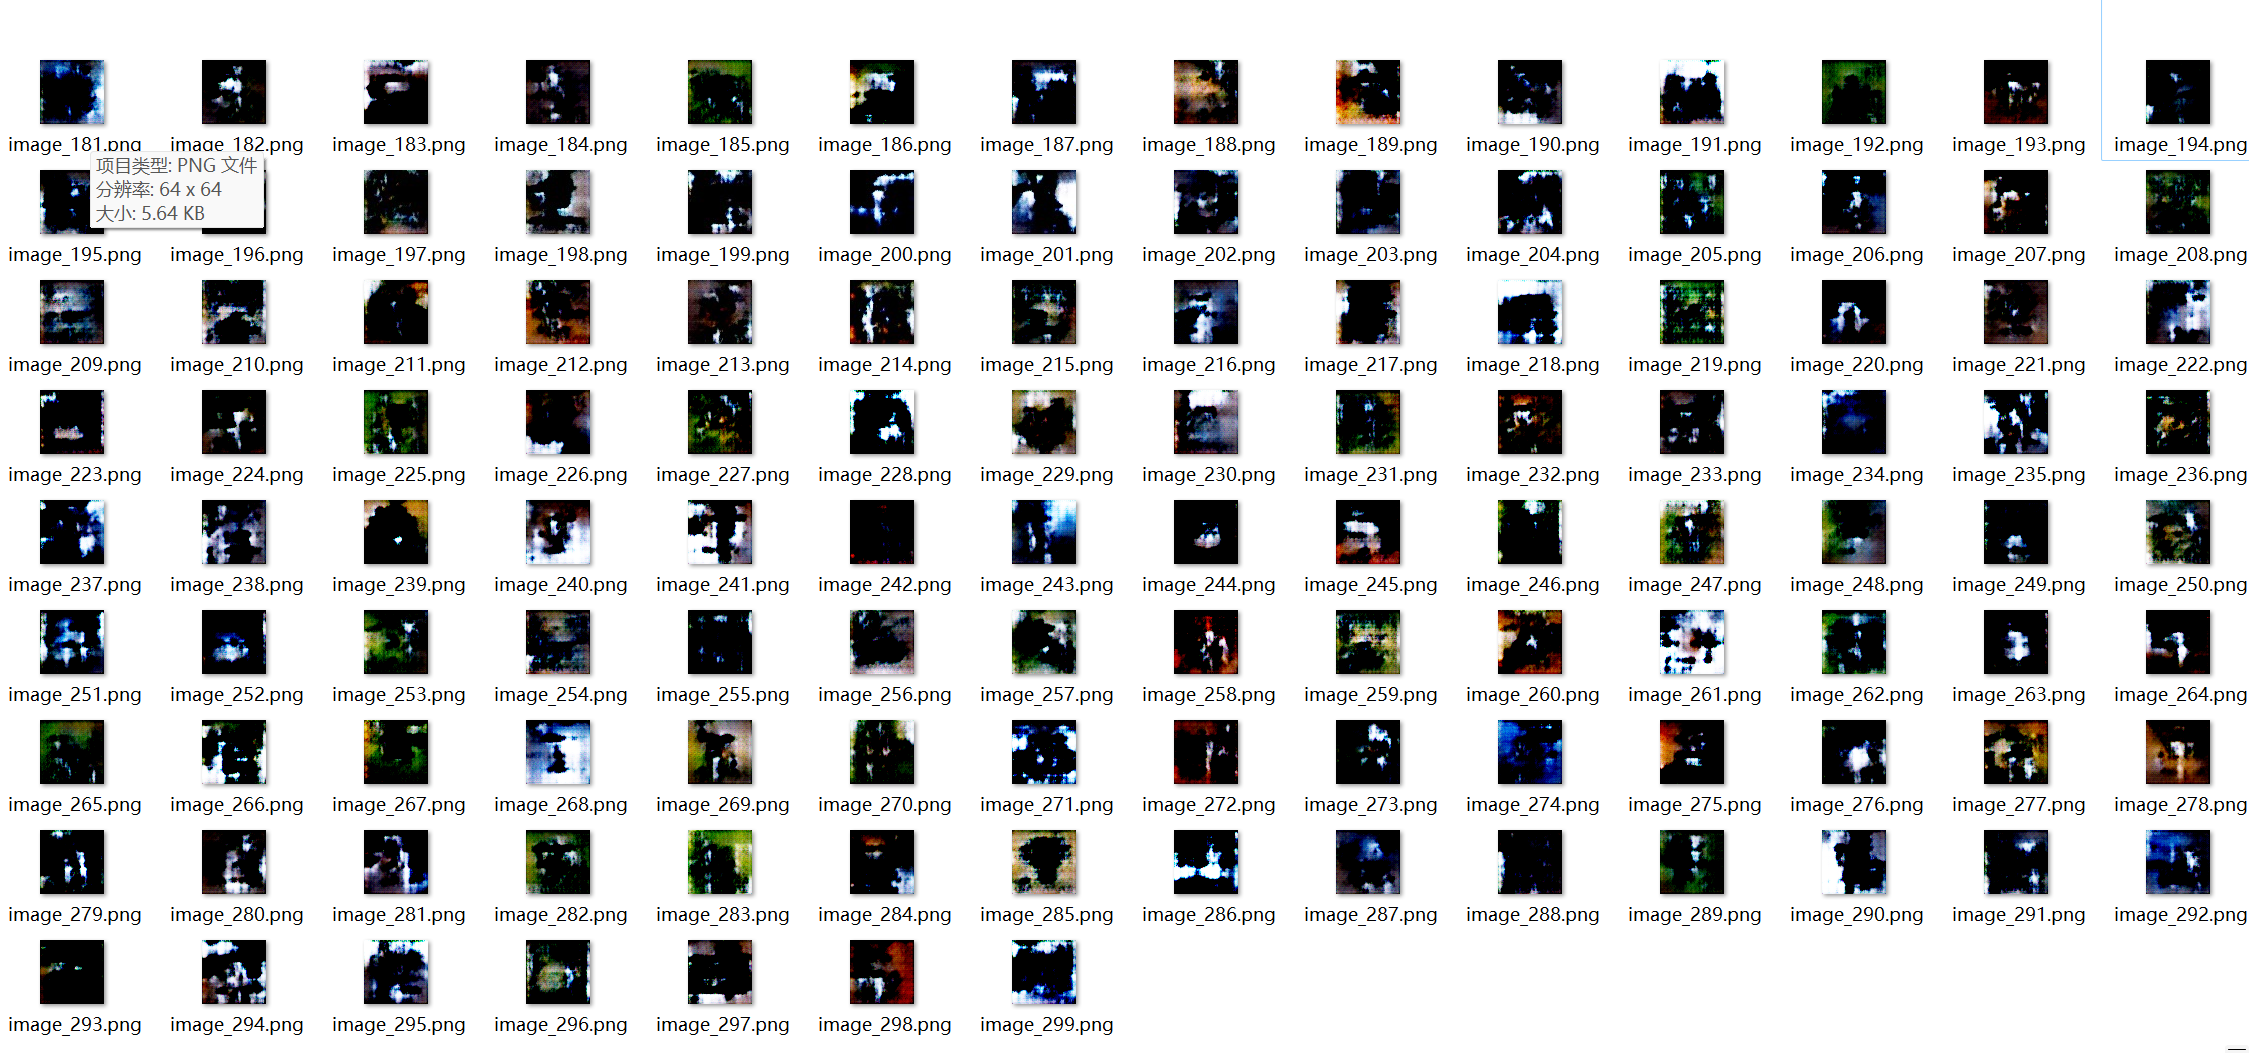 image_181.png image_182.png image_183.png image_184.png image_185.png image_186.png image_187.png image_188.png image_189.png image_190.png image_191.png image_192.png image_193.png image_194.png
项目类型: PNG 文件
分辨率: 64 x 64
大小: 5.64 KB
image_195.png image_196.png image_197.png image_198.png image_199.png image_200.png image_201.png image_202.png image_203.png image_204.png image_205.png image_206.png image_207.png image_208.png
image_209.png image_210.png image_211.png image_212.png image_213.png image_214.png image_215.png image_216.png image_217.png image_218.png image_219.png image_220.png image_221.png image_222.png
image_223.png image_224.png image_225.png image_226.png image_227.png image_228.png image_229.png image_230.png image_231.png image_232.png image_233.png image_234.png image_235.png image_236.png
image_237.png image_238.png image_239.png image_240.png image_241.png image_242.png image_243.png image_244.png image_245.png image_246.png image_247.png image_248.png image_249.png image_250.png
image_251.png image_252.png image_253.png image_254.png image_255.png image_256.png image_257.png image_258.png image_259.png image_260.png image_261.png image_262.png image_263.png image_264.png
image_265.png image_266.png image_267.png image_268.png image_269.png image_270.png image_271.png image_272.png image_273.png image_274.png image_275.png image_276.png image_277.png image_278.png
image_279.png image_280.png image_281.png image_282.png image_283.png image_284.png image_285.png image_286.png image_287.png image_288.png image_289.png image_290.png image_291.png image_292.png
image_293.png image_294.png image_295.png image_296.png image_297.png image_298.png image_299.png